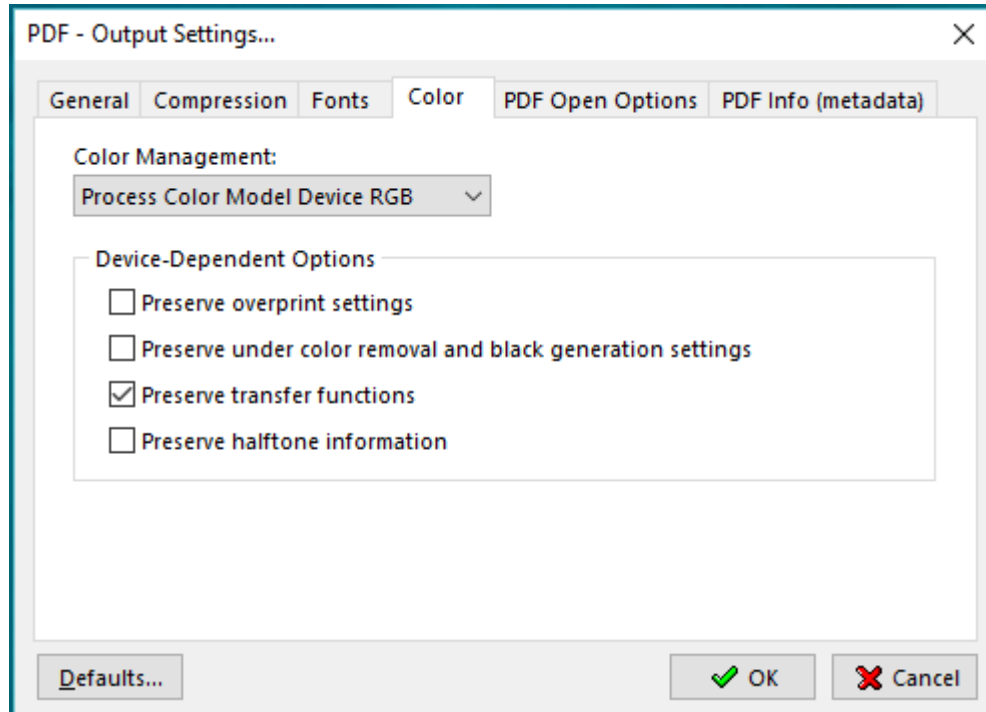 PDF - Output Settings...
General Compression Fonts Color PDF Open Options PDF Info (metadata)
Color Management:
Process Color Model Device RGB
Device-Dependent Options
Preserve overprint settings
Preserve under color removal and black generation settings
Preserve transfer functions
Preserve halftone information
Defaults... OK Cancel